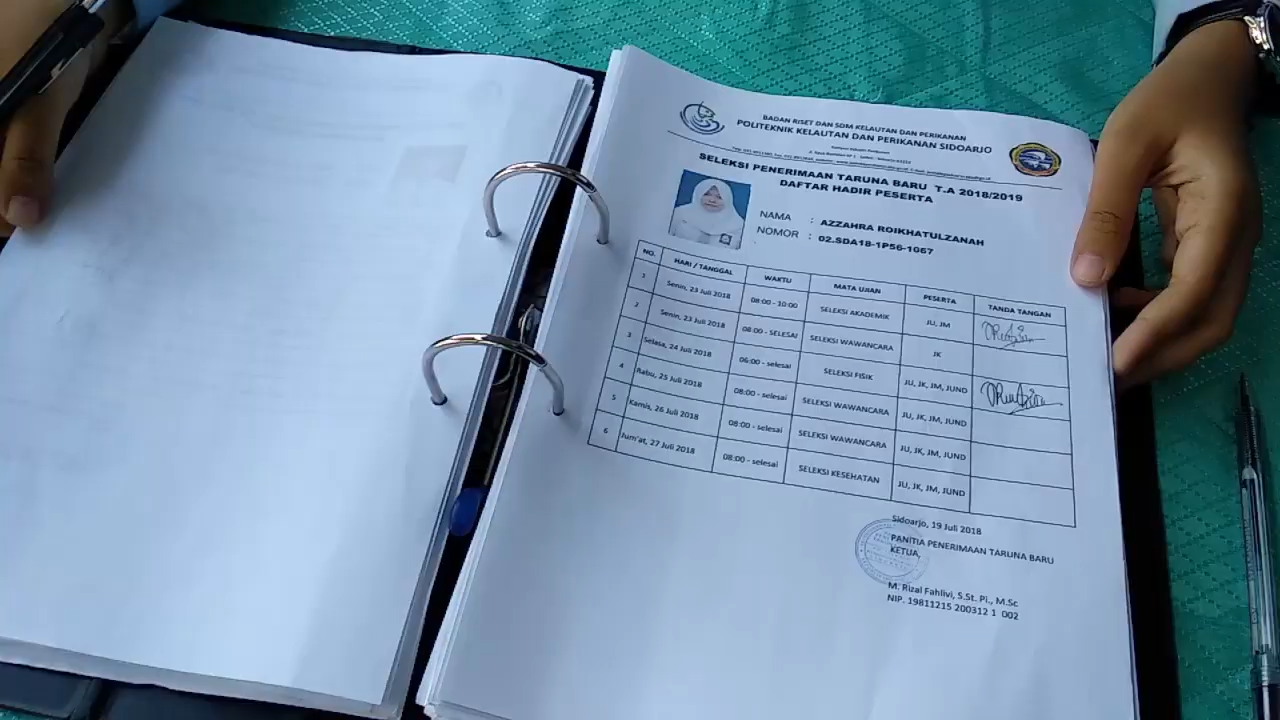 BADAN RISET DAN SDM KELAUTAN DAN PERIKANAN
POLITEKNIK KELAUTAN DAN PERIKANAN SIDOARJO
SELEKSI PENERIMAAN TARUNA BARU T.A 2018/2019
DAFTAR HADIR PESERTA
NAMA : AZZAHRA ROIKHATULZANAH
NOMOR : 02.SDA18-1P56-1067
NO. HARI / TANGGAL WAKTU MATA UJIAN PESERTA TANDA TANGAN
1 Senin, 23 Juli 2018 08:00 - 10:00 SELEKSI AKADEMIK JU, JM
2 Senin, 23 Juli 2018 08:00 - SELESAI SELEKSI WAWANCARA JK
3 Selasa, 24 Juli 2018 06:00 - selesai SELEKSI FISIK JU, JK, JM, JUND
4 Rabu, 25 Juli 2018 08:00 - selesai SELEKSI WAWANCARA JU, JK, JM, JUND
5 Kamis, 26 Juli 2018 08:00 - selesai SELEKSI WAWANCARA JU, JK, JM, JUND
6 Jum'at, 27 Juli 2018 08:00 - selesai SELEKSI KESEHATAN JU, JK, JM, JUND
Sidoarjo, 19 Juli 2018
PANITIA PENERIMAAN TARUNA BARU
KETUA,
M. Rizal Fahlivi, S.St. Pi., M.Sc
NIP. 19811215 200312 1 002